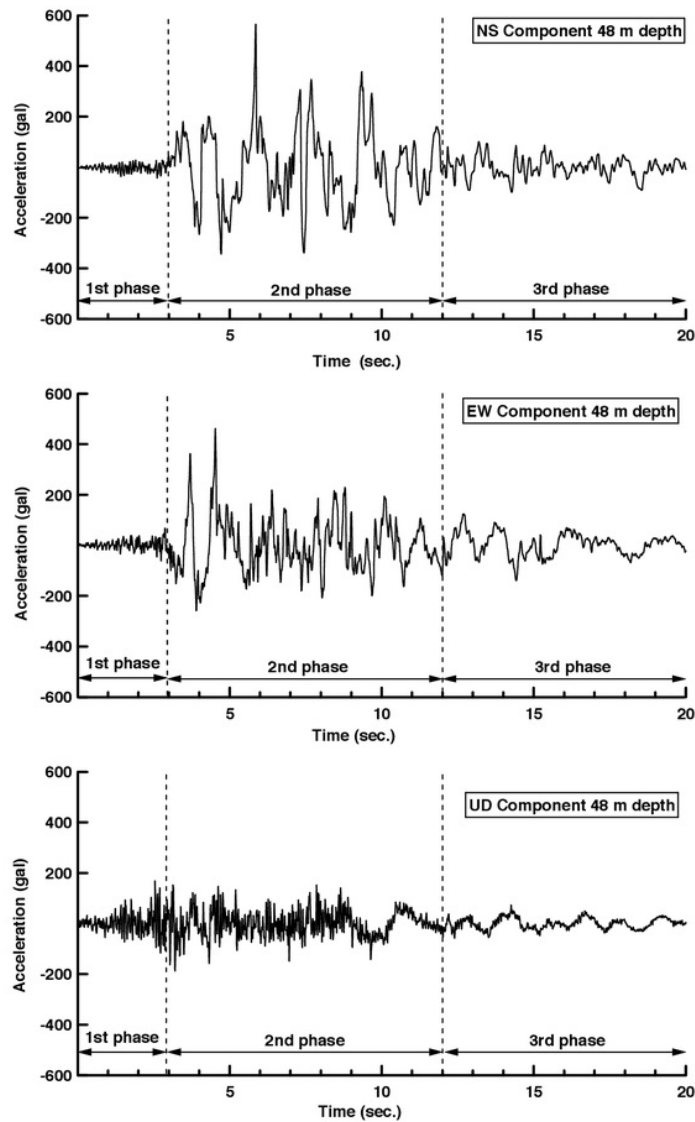 600
NS Component 48 m depth
400
200
0
-200
-400
-600
Acceleration (gal)
1st phase
2nd phase
3rd phase
5
10
15
20
Time (sec.)
600
EW Component 48 m depth
400
200
0
-200
-400
-600
Acceleration (gal)
1st phase
2nd phase
3rd phase
5
10
15
20
Time (sec.)
600
UD Component 48 m depth
400
200
0
-200
-400
-600
Acceleration (gal)
1st phase
2nd phase
3rd phase
5
10
15
20
Time (sec.)